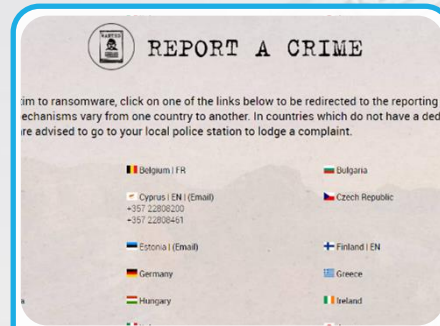 WANTED
REPORT A CRIME
tim to ransomware, click on one of the links below to be redirected to the reporting
echanisms vary from one country to another. In countries which do not have a ded
re advised to go to your local police station to lodge a complaint.
Belgium | FR
Bulgaria
Cyprus | EN | (Email)
+357 22808200
+357 22808461
Czech Republic
Estonia | (Email)
Finland | EN
Germany
Greece
Hungary
Ireland